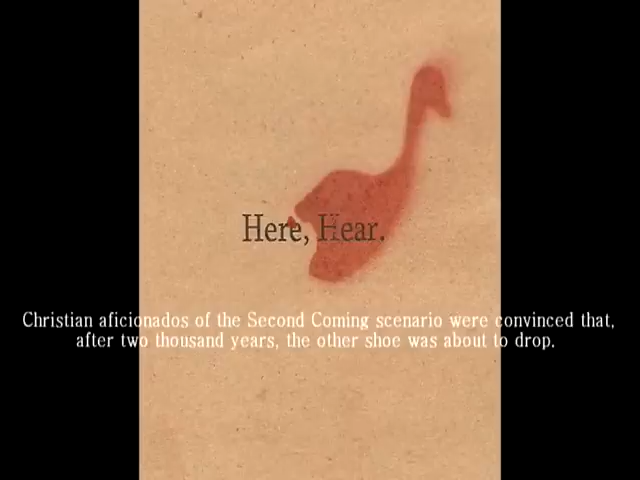 Here, Hear.
Christian aficionados of the Second Coming scenario were convinced that,
after two thousand years, the other shoe was about to drop.